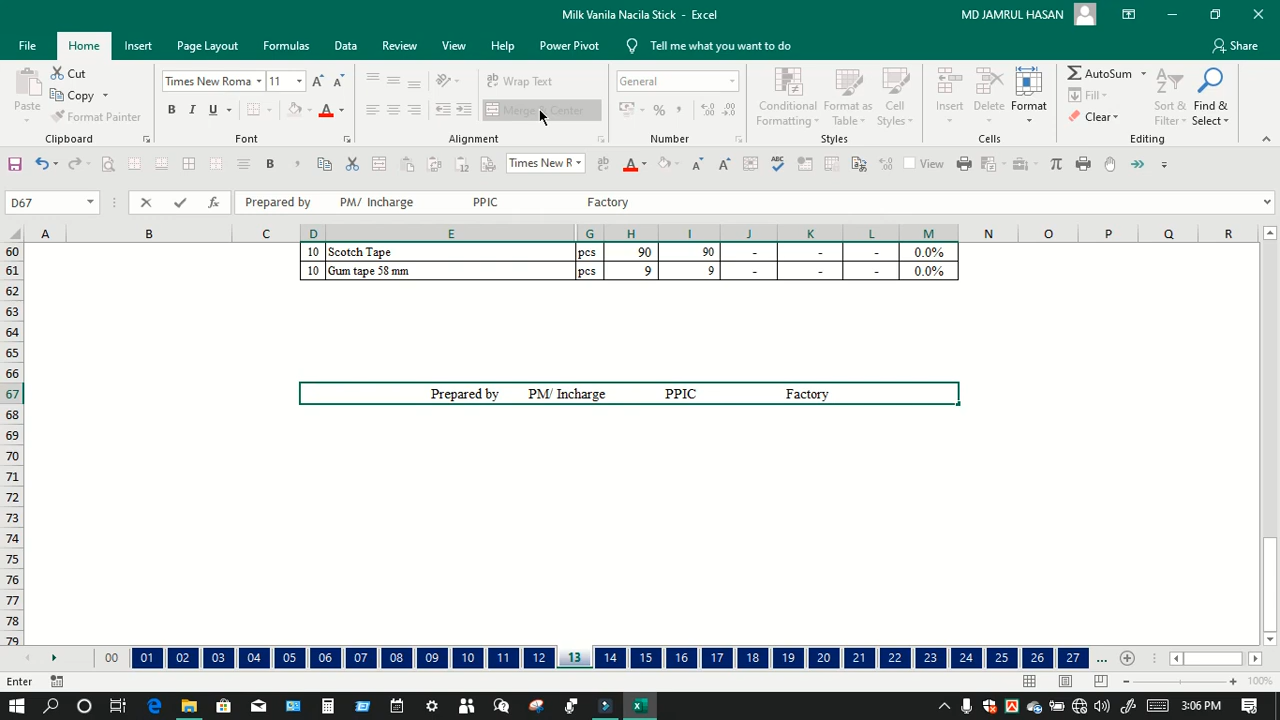 Milk Vanila Nacila Stick - Excel
MD JAMRUL HASAN
File Home Insert Page Layout Formulas Data Review View Help Power Pivot Tell me what you want to do Share
Cut
Copy
Format Painter
Paste
Clipboard
Times New Roma 11
B I U
Font
Wrap Text
Merge & Center
Alignment
General
Number
Conditional Formatting
Format as Table
Cell Styles
Styles
Insert Delete Format
Cells
AutoSum
Fill
Clear
Sort & Filter
Find & Select
Editing
Times New R View
D67 Prepared by PM/ Incharge PPIC Factory
A B C D E G H I J K L M N O P Q R
60 10 Scotch Tape pcs 90 90 - - - 0.0%
61 10 Gum tape 58 mm pcs 9 9 - - - 0.0%
62
63
64
65
66
67 Prepared by PM/ Incharge PPIC Factory
68
69
70
71
72
73
74
75
76
77
78
79
00 01 02 03 04 05 06 07 08 09 10 11 12 13 14 15 16 17 18 19 20 21 22 23 24 25 26 27 ...
Enter 100%
3:06 PM